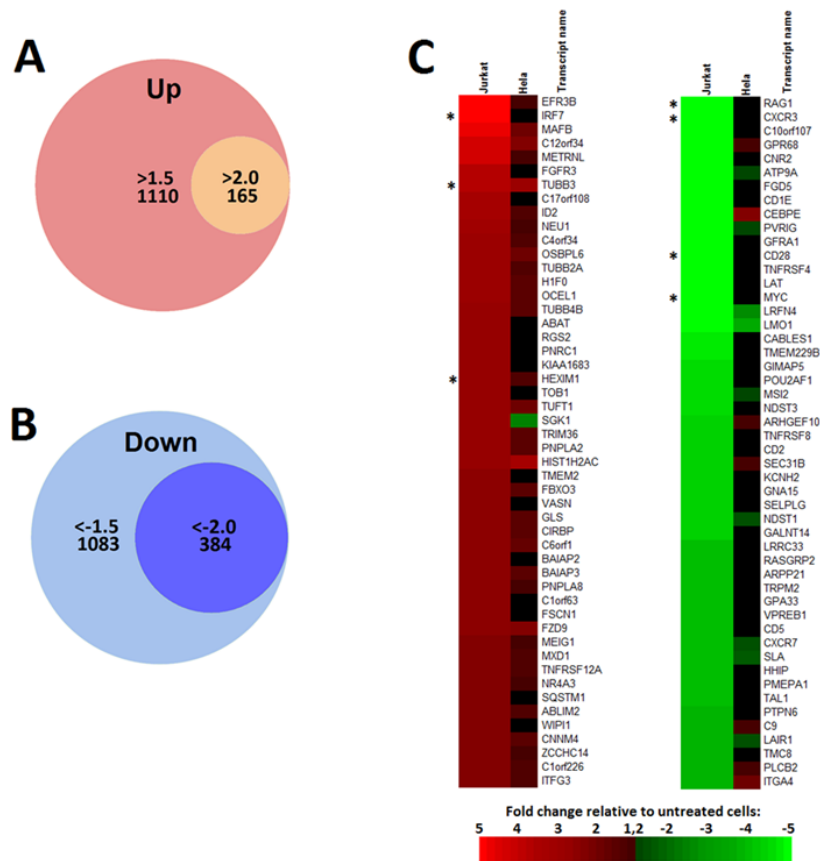 A
Up
>1.5
1110
>2.0
165
B
Down
<-1.5
1083
<-2.0
384
C
Jurkat
Hela
Transcript name
EFR3B
* IRF7
MAFB
C12orf34
METRNL
FGFR3
* TUBB3
C17orf108
ID2
NEU1
C4orf34
OSBPL6
TUBB2A
H1F0
OCEL1
TUBB4B
ABAT
RGS2
PNRC1
KIAA1683
* HEXIM1
TOB1
TUFT1
SGK1
TRIM36
PNPLA2
HIST1H2AC
TMEM2
FBXO3
VASN
GLS
CIRBP
C6orf1
BAIAP2
BAIAP3
PNPLA8
C1orf63
FSCN1
FZD9
MEIG1
MXD1
TNFRSF12A
NR4A3
SQSTM1
ABLIM2
WIPI1
CNNM4
ZCCHC14
C1orf226
ITFG3
Jurkat
Hela
Transcript name
* RAG1
* CXCR3
C10orf107
GPR68
CNR2
ATP9A
FGD5
CD1E
CEBPE
PVRIG
GFRA1
* CD28
TNFRSF4
LAT
* MYC
LRFN4
LMO1
CABLES1
TMEM229B
GIMAP5
POU2AF1
MSI2
NDST3
ARHGEF10
TNFRSF8
CD2
SEC31B
KCNH2
GNA15
SELPLG
NDST1
GALNT14
LRRC33
RASGRP2
ARPP21
TRPM2
GPA33
VPREB1
CD5
CXCR7
SLA
HHIP
PMEPA1
TAL1
PTPN6
C9
LAIR1
TMC8
PLCB2
ITGA4
Fold change relative to untreated cells:
5 4 3 2 1,2 -2 -3 -4 -5